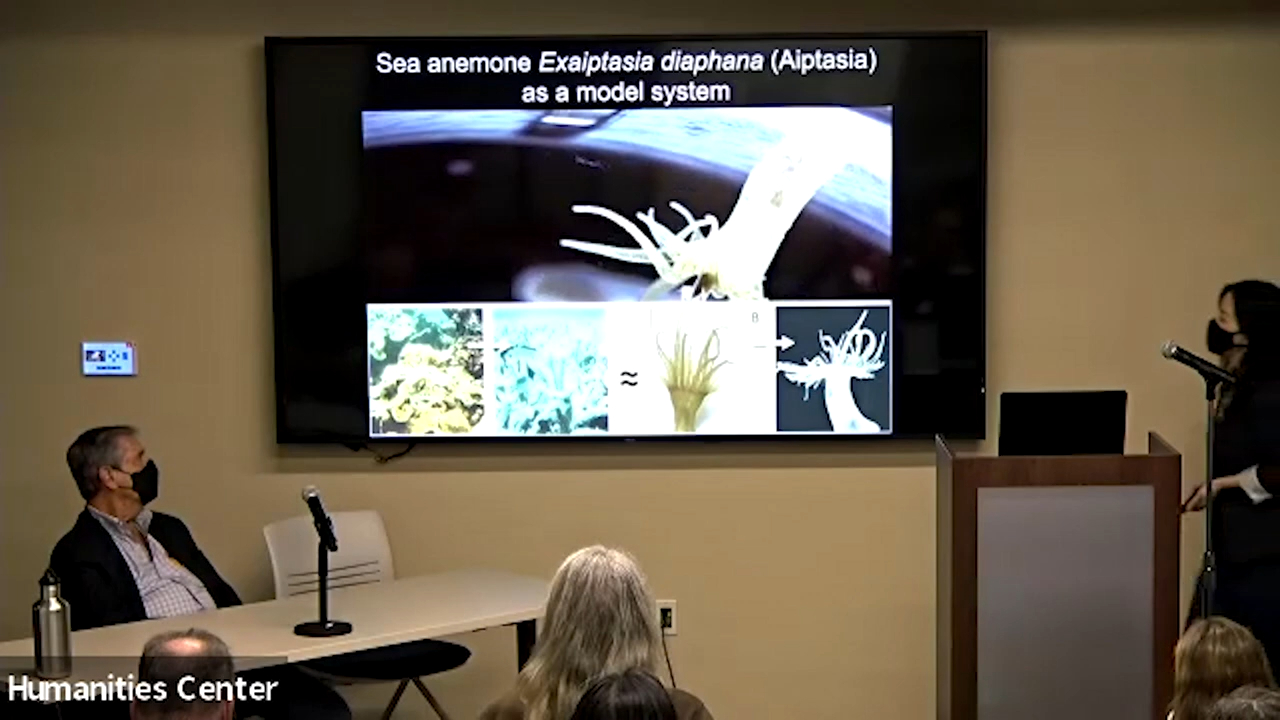 Sea anemone Exaiptasia diaphana (Aiptasia)
as a model system
≈
B
Humanities Center